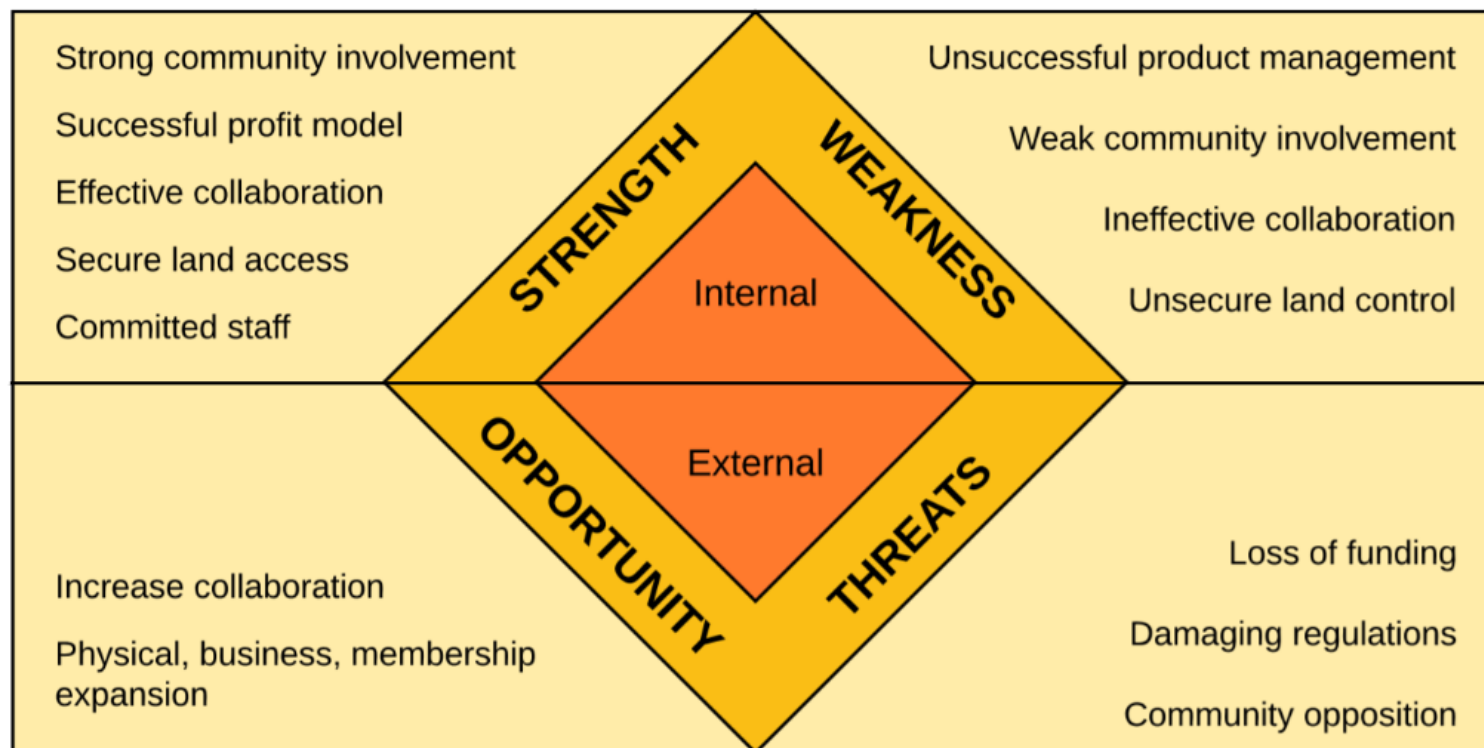 Strong community involvement
Successful profit model
Effective collaboration
Secure land access
Committed staff
STRENGTH
WEAKNESS
Unsuccessful product management
Weak community involvement
Ineffective collaboration
Unsecure land control
Internal
External
OPPORTUNITY
THREATS
Increase collaboration
Physical, business, membership
expansion
Loss of funding
Damaging regulations
Community opposition